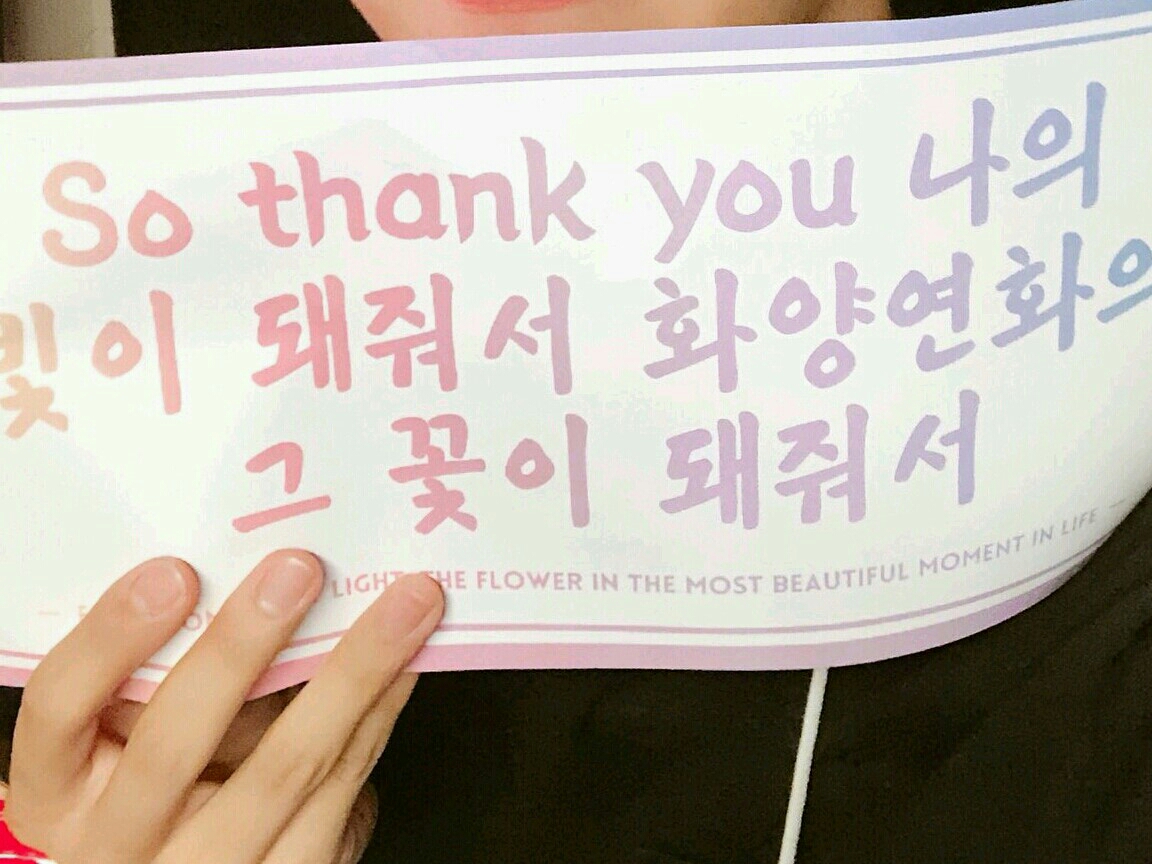 So thank you 나의
빛이 돼줘서 화양연화의
그 꽃이 돼줘서
LIGHT, THE FLOWER IN THE MOST BEAUTIFUL MOMENT IN LIFE